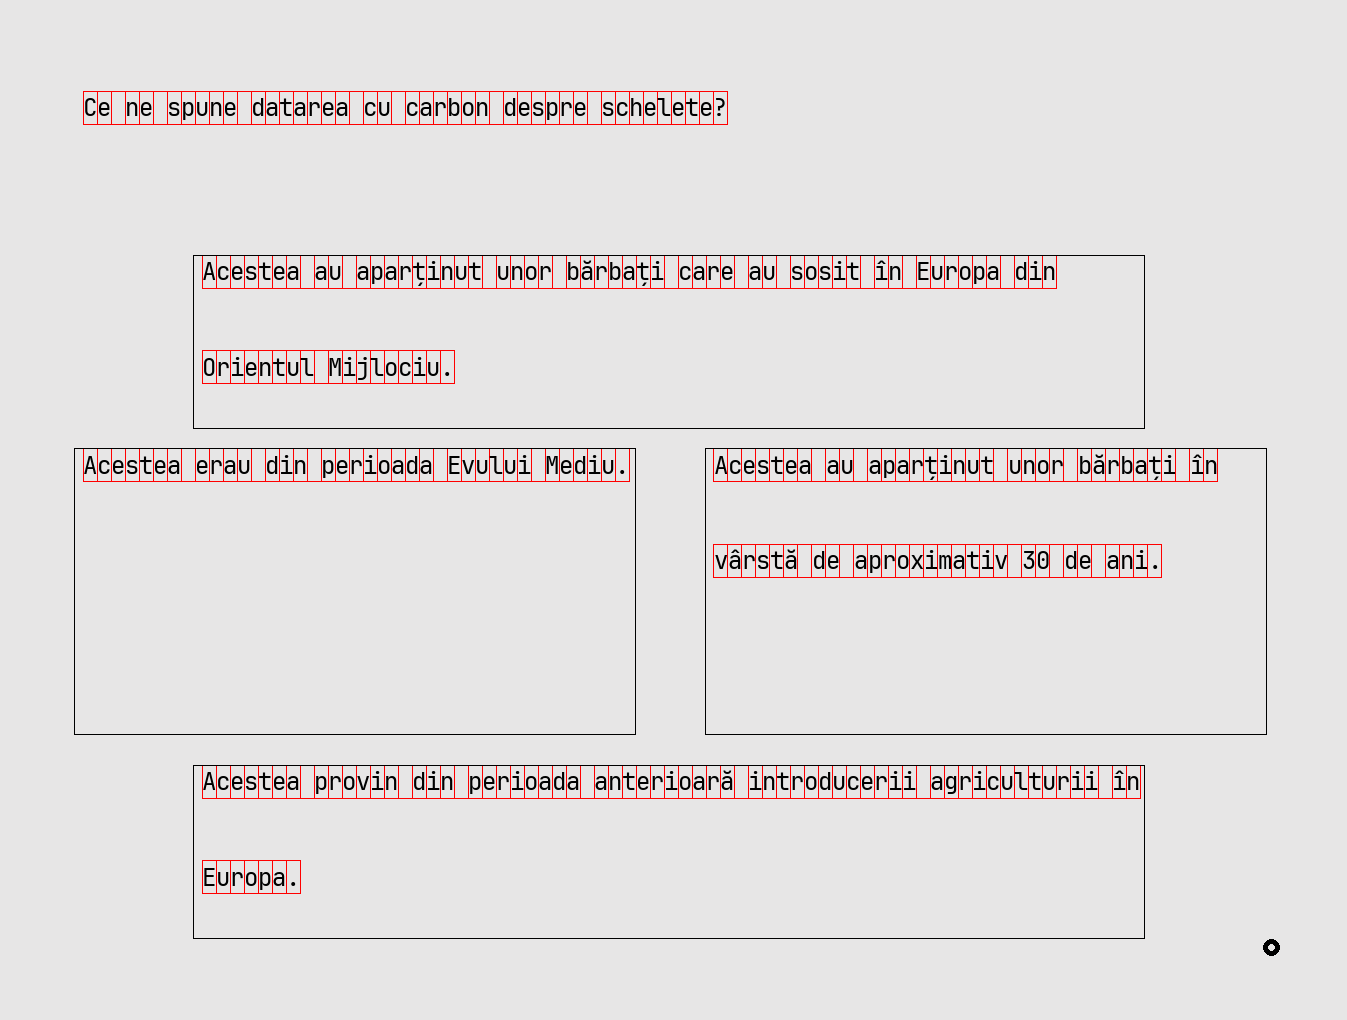 Ce ne spune datarea cu carbon despre schelete?
Acestea au aparținut unor bărbați care au sosit în Europa din
Orientul Mijlociu.
Acestea erau din perioada Evului Mediu.
Acestea au aparținut unor bărbați în
vârstă de aproximativ 30 de ani.
Acestea provin din perioada anterioară introducerii agriculturii în
Europa.